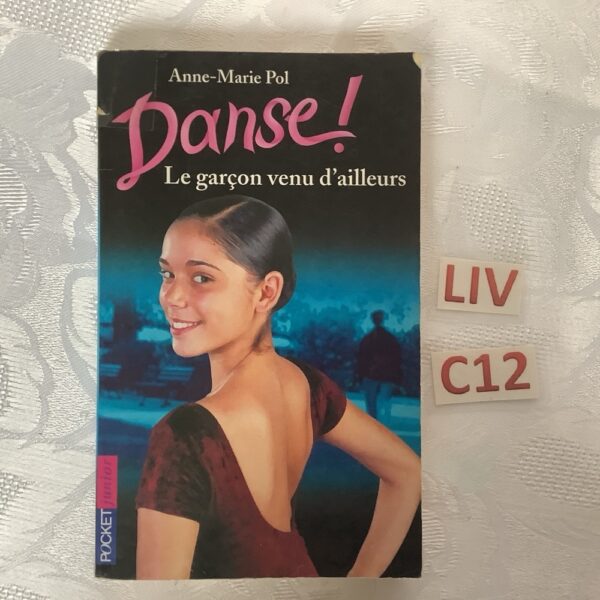 Anne-Marie Pol
Danse!
Le garçon venu d'ailleurs
LIV
C12
POCKET junior